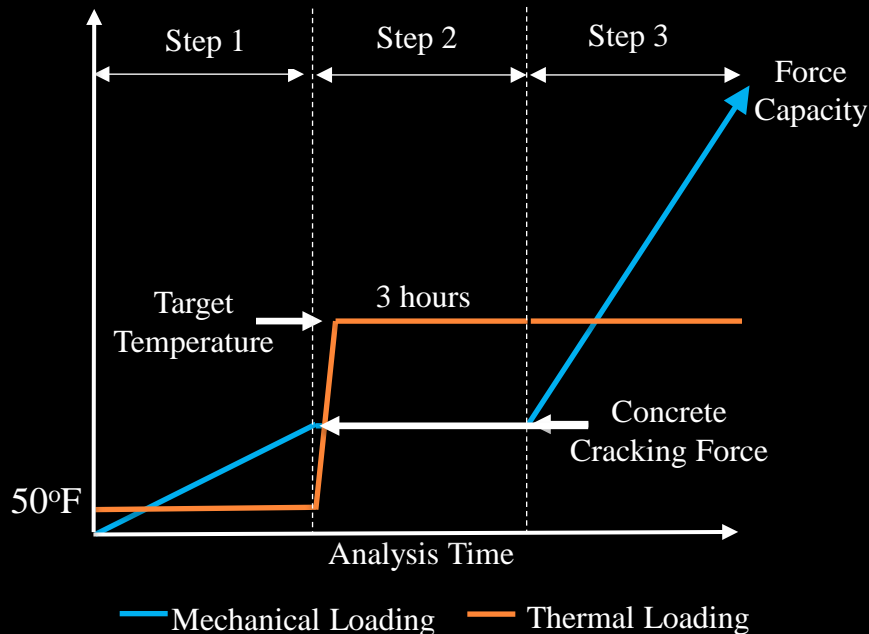 Step 1
Step 2
Step 3
Force
Capacity
Target
Temperature
3 hours
Concrete
Cracking Force
50°F
Analysis Time
Mechanical Loading
Thermal Loading